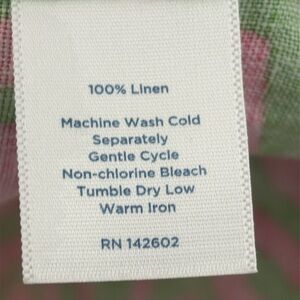 100% Linen
Machine Wash Cold
Separately
Gentle Cycle
Non-chlorine Bleach
Tumble Dry Low
Warm Iron
RN 142602